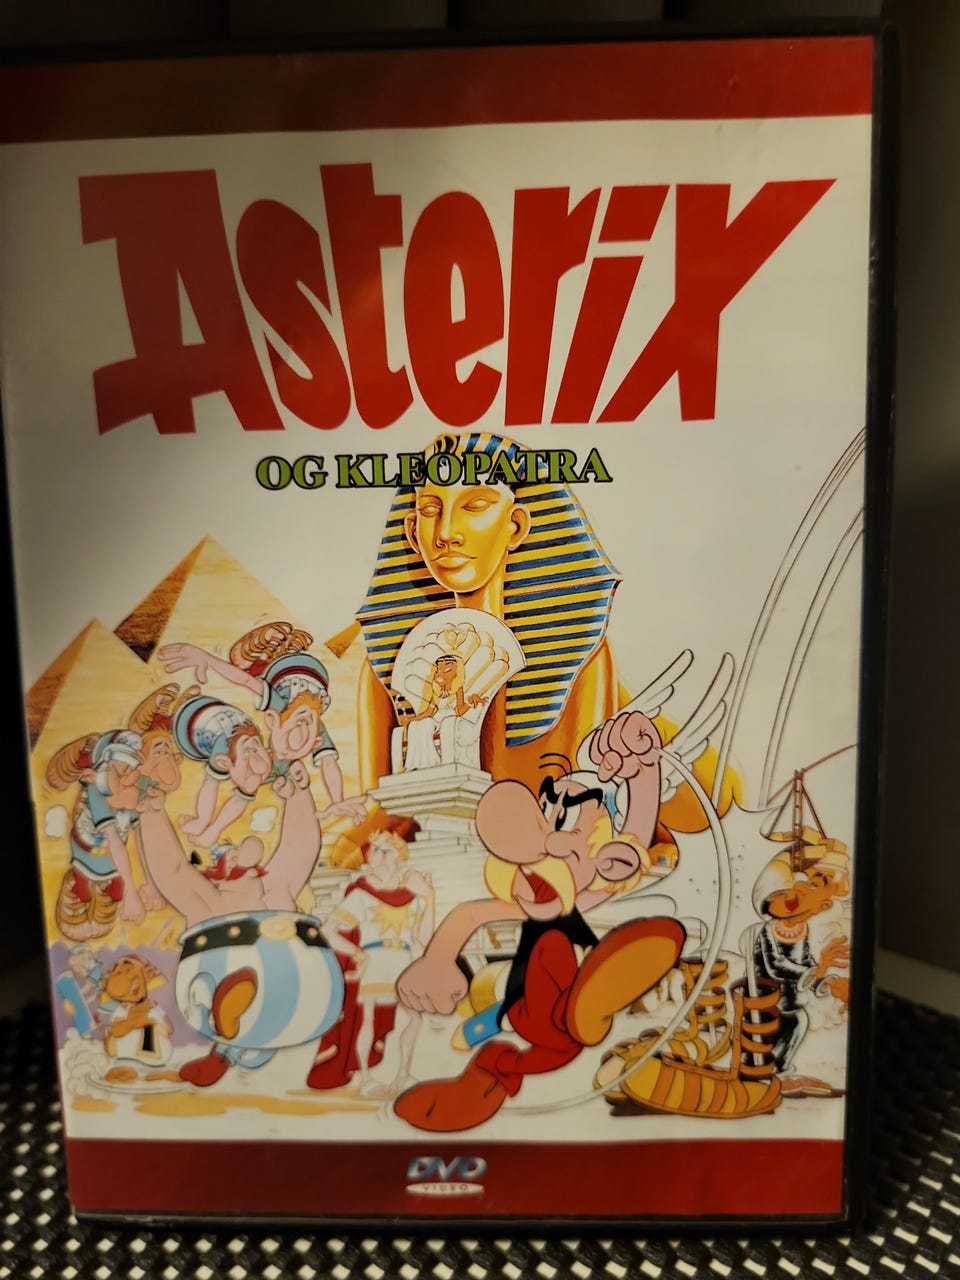 Asterix
OG KLEOPATRA
DVD
VIDEO